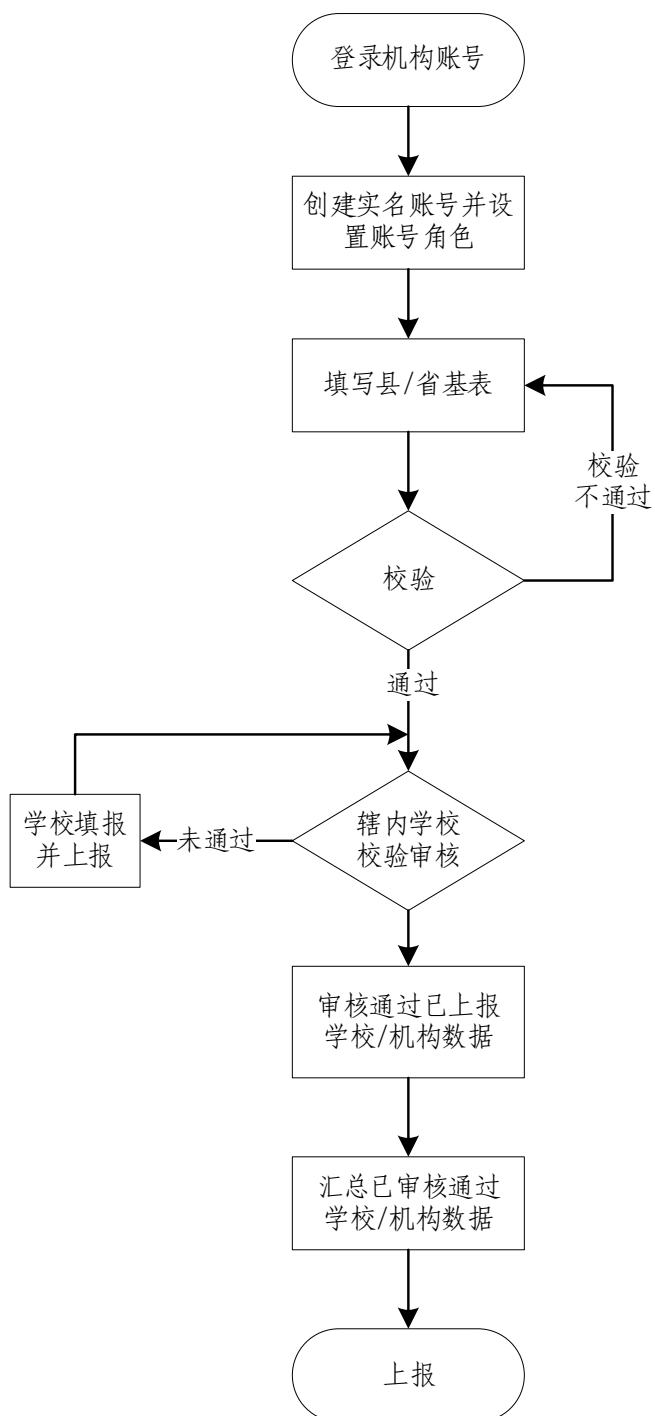 登录机构账号
创建实名账号并设
置账号角色
填写县/省基表
校验
不通过
校验
通过
学校填报
并上报
未通过
辖内学校
校验审核
审核通过已上报
学校/机构数据
汇总已审核通过
学校/机构数据
上报